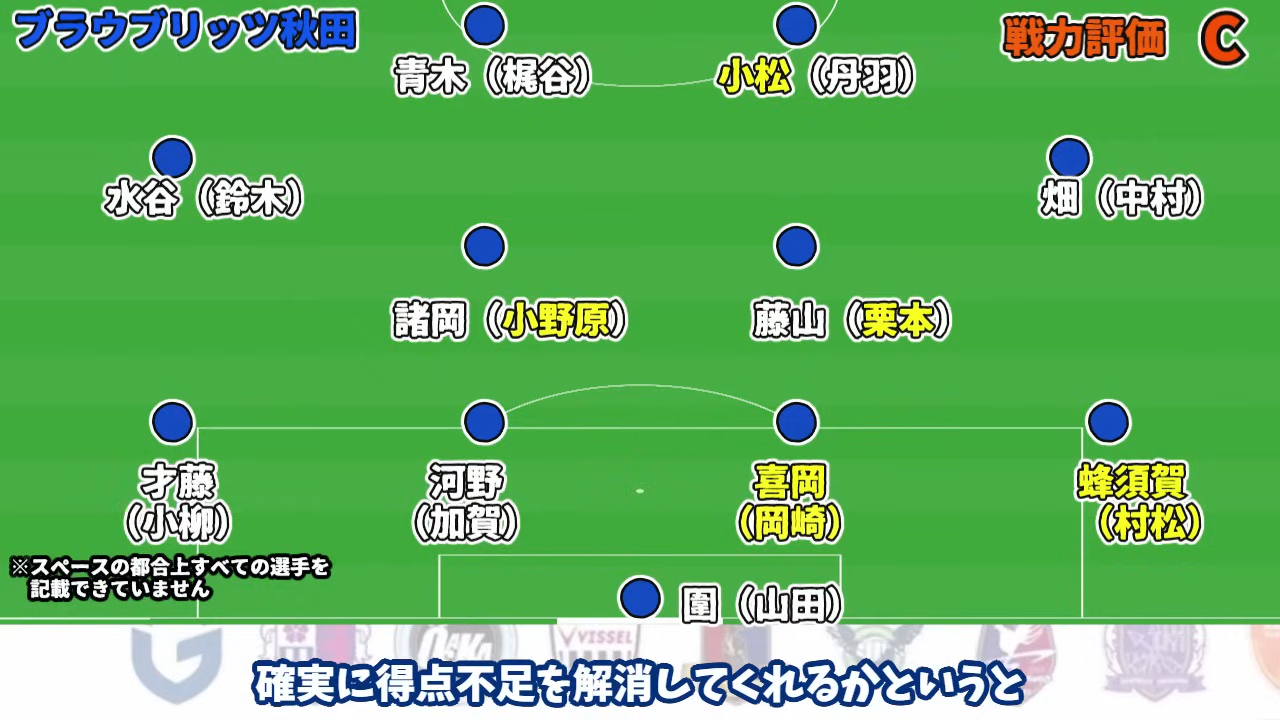 ブラウブリッツ秋田
戦力評価 C
青木（梶谷） 小松（丹羽）
水谷（鈴木） 畑（中村）
諸岡（小野原） 藤山（栗本）
才藤
（小柳）
河野
（加賀）
喜岡
（岡崎）
蜂須賀
（村松）
※スペースの都合上すべての選手を
記載できていません
圍（山田）
OSAKA
VISSEL
確実に得点不足を解消してくれるかというと